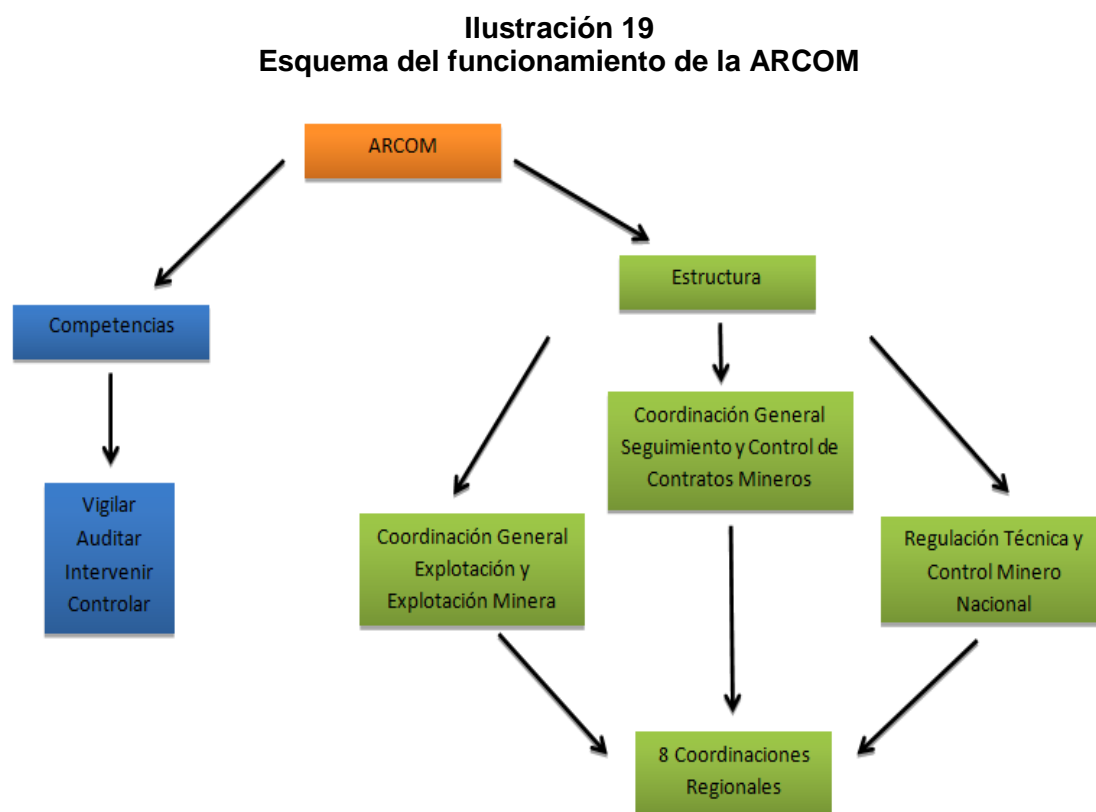 Ilustración 19
Esquema del funcionamiento de la ARCOM
ARCOM
Estructura
Competencias
Coordinación General
Seguimiento y Control de
Contratos Mineros
Vigilar
Auditar
Intervenir
Controlar
Coordinación General
Explotación y
Explotación Minera
Regulación Técnica y
Control Minero
Nacional
8 Coordinaciones
Regionales